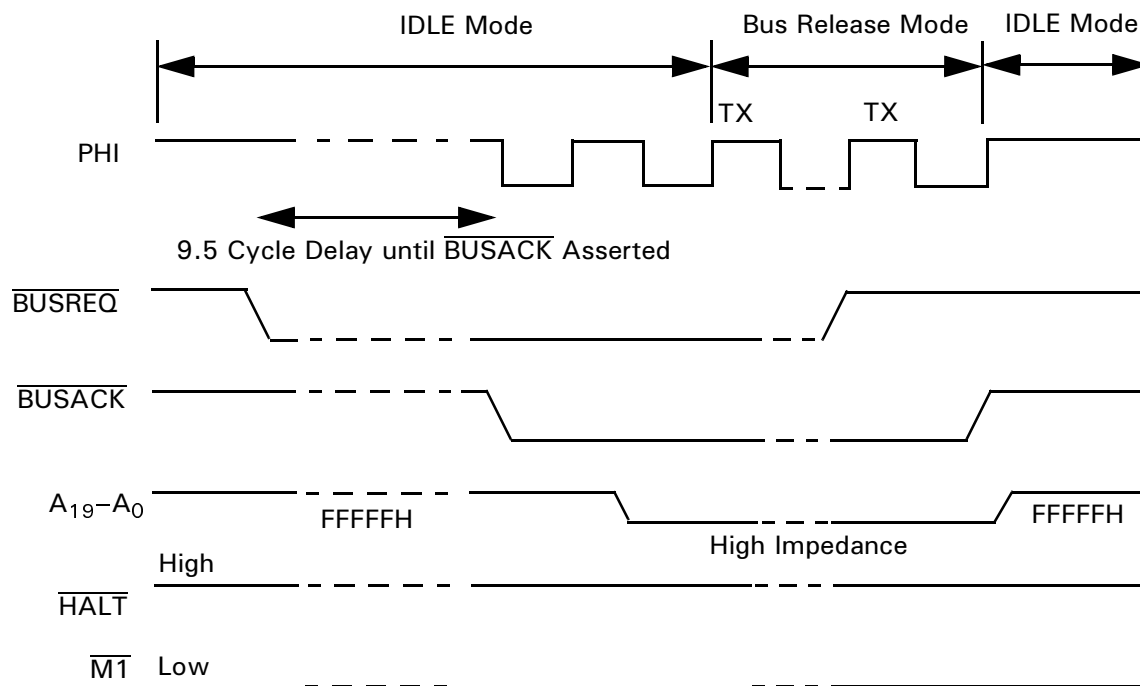 IDLE Mode
Bus Release Mode
IDLE Mode
TX
TX
PHI
9.5 Cycle Delay until BUSACK Asserted
BUSREQ
BUSACK
A19–A0
FFFFFH
FFFFFH
High Impedance
High
HALT
M1
Low